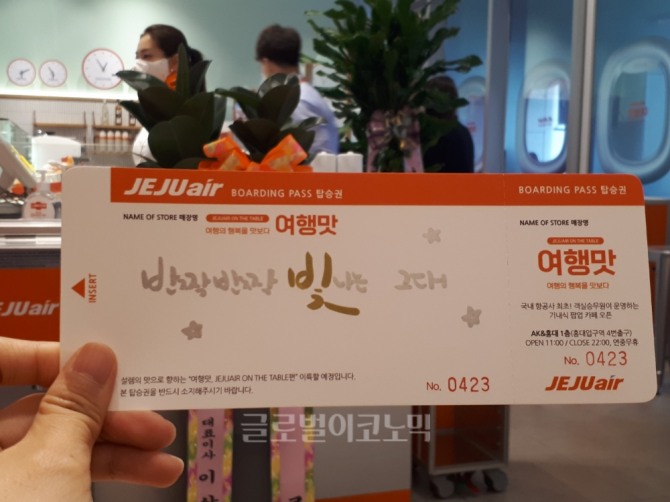 JEJUair BOARDING PASS 탑승권
NAME OF STORE 매장명
JEJUAIR ON THE TABLE
여행의 행복을 맛보다
여행맛
INSERT
반짝반짝 빛나는 그대
설렘의 맛으로 향하는 "여행맛, JEJUAIR ON THE TABLE편" 이륙할 예정입니다.
본 탑승권을 반드시 소지해주시기 바랍니다.
No. 0423
BOARDING PASS 탑승권
NAME OF STORE 매장명
JEJUAIR ON THE TABLE
여행맛
여행의 행복을 맛보다
국내 항공사 최초! 객실승무원이 운영하는
기내식 팝업 카페 오픈
AK&홍대 1층(홍대입구역 4번출구)
OPEN 11:00 / CLOSE 22:00, 연중무휴
No. 0423
JEJUair
JEJUair
대표이사 이
글로벌이코노믹